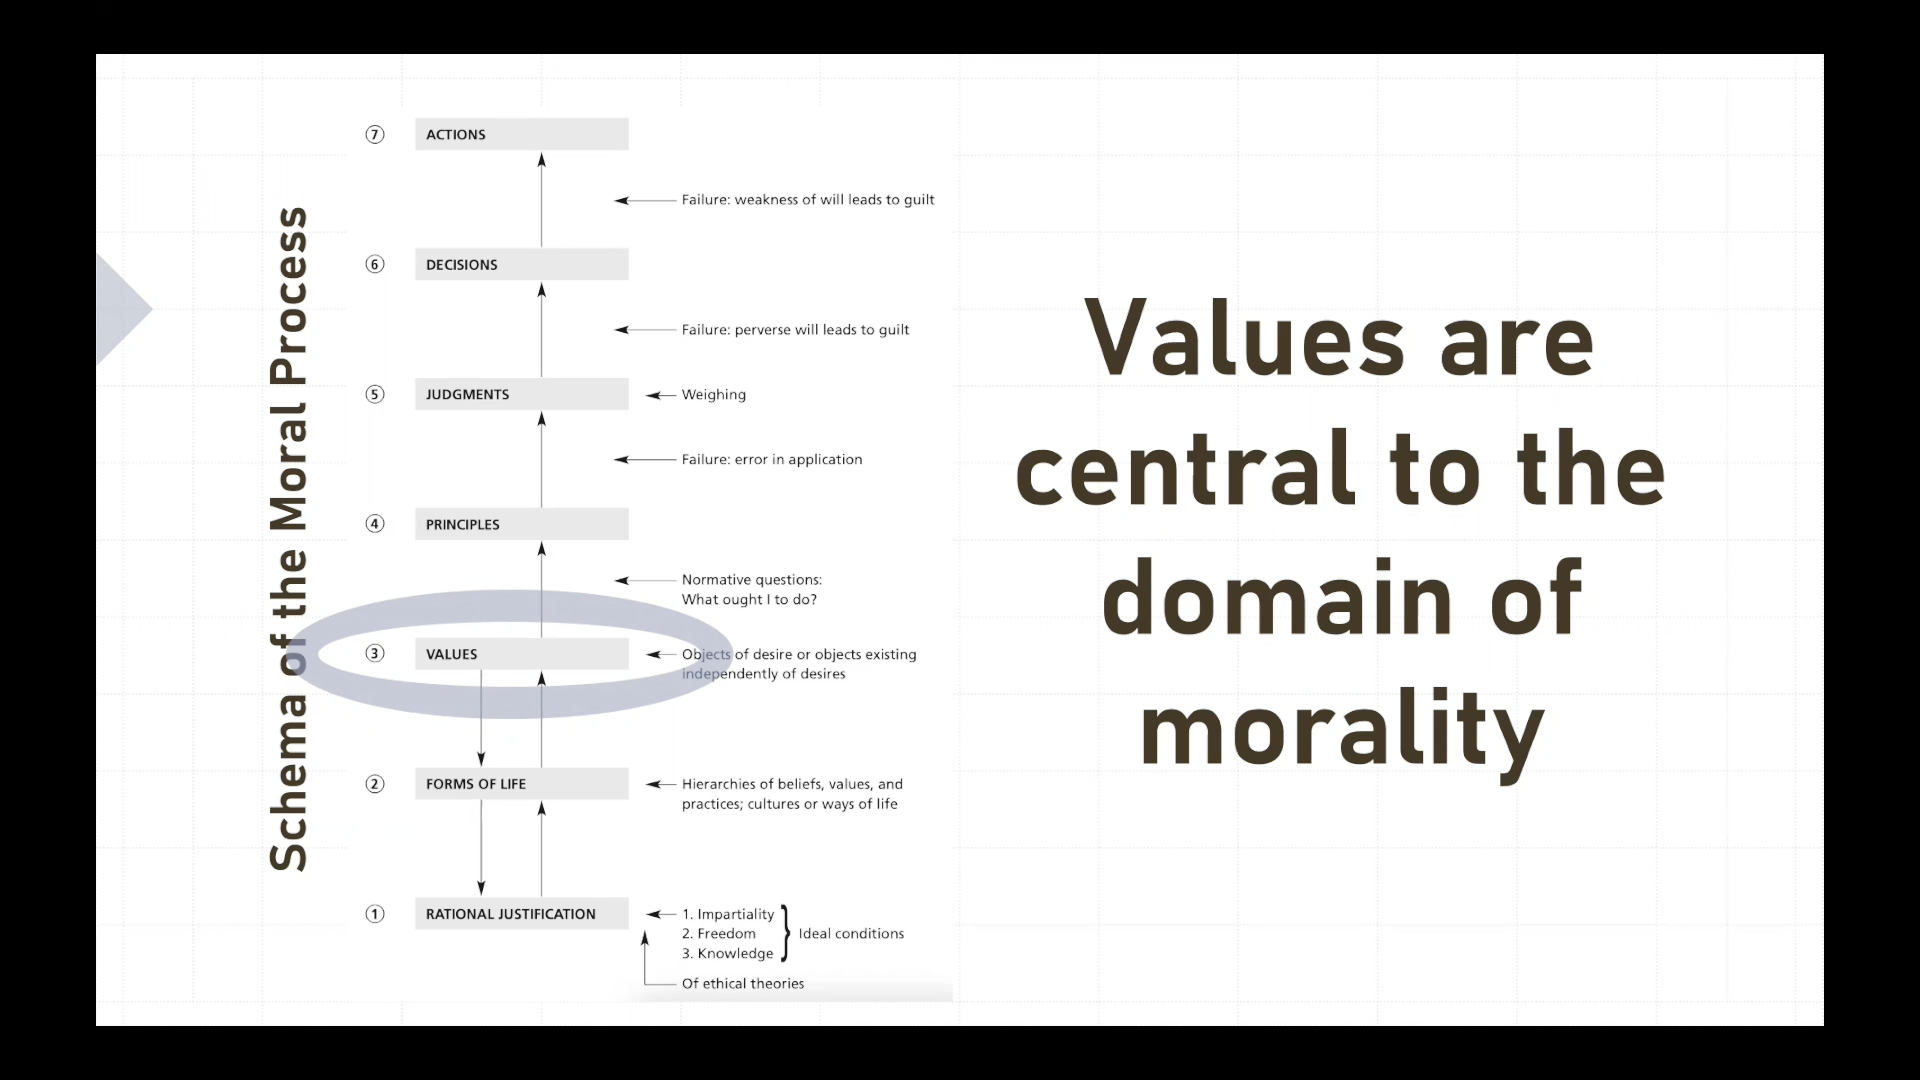 Schema of the Moral Process
⑦ ACTIONS
Failure: weakness of will leads to guilt
⑥ DECISIONS
Failure: perverse will leads to guilt
⑤ JUDGMENTS
Weighing
Failure: error in application
④ PRINCIPLES
Normative questions:
What ought I to do?
③ VALUES
Objects of desire or objects existing
independently of desires
② FORMS OF LIFE
Hierarchies of beliefs, values, and
practices; cultures or ways of life
① RATIONAL JUSTIFICATION
1. Impartiality
2. Freedom
3. Knowledge
Ideal conditions
Of ethical theories
Values are
central to the
domain of
morality